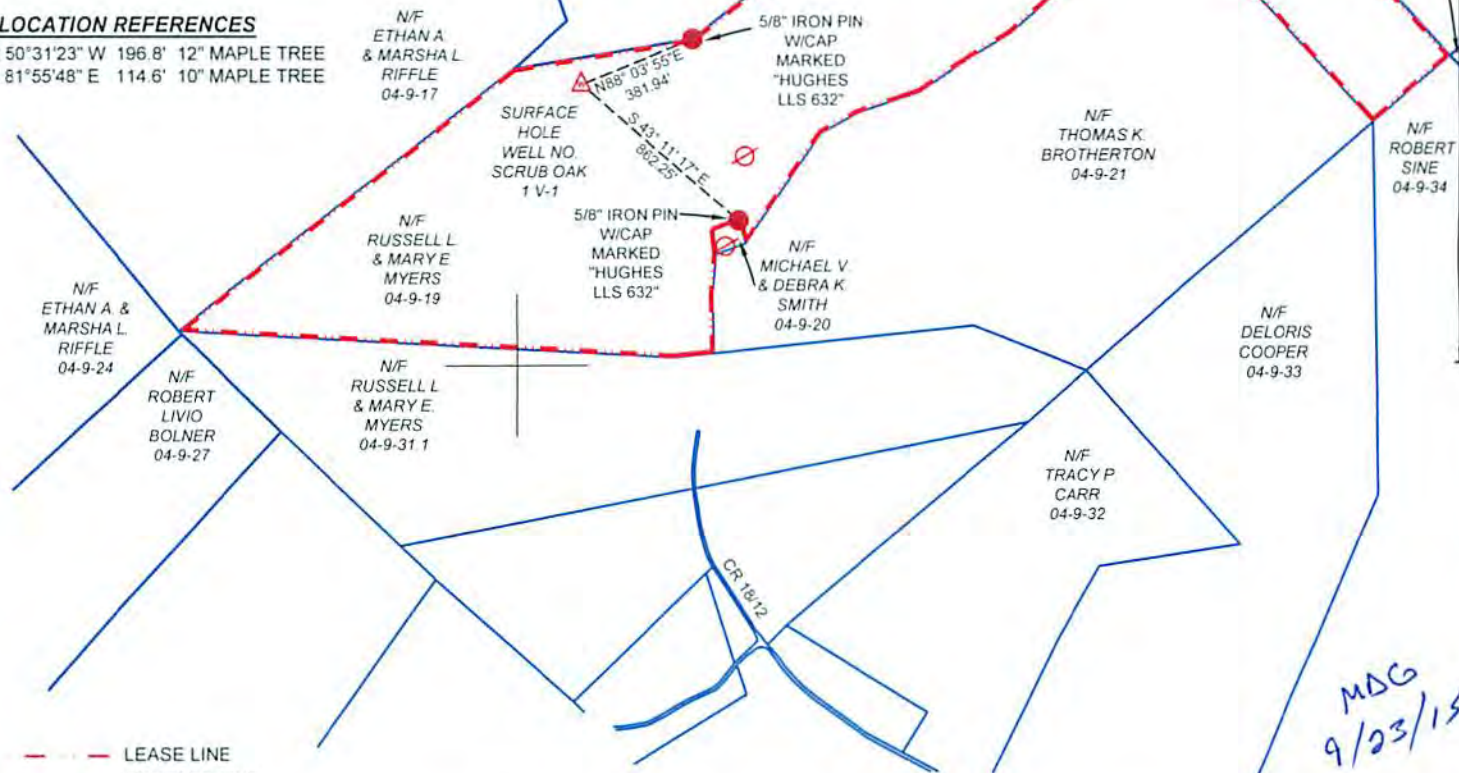 LOCATION REFERENCES
50°31'23" W 196.8' 12" MAPLE TREE
81°55'48" E 114.6' 10" MAPLE TREE
N/F
ETHAN A.
& MARSHA L.
RIFFLE
04-9-17
5/8" IRON PIN
W/CAP
MARKED
"HUGHES
LLS 632"
N88° 03' 55"E
381.94'
SURFACE
HOLE
WELL NO.
SCRUB OAK
1 V-1
S 43° 11' 17" E
862.25'
N/F
THOMAS K.
BROTHERTON
04-9-21
N/F
ROBERT
SINE
04-9-34
N/F
RUSSELL L.
& MARY E.
MYERS
04-9-19
5/8" IRON PIN
W/CAP
MARKED
"HUGHES
LLS 632"
N/F
MICHAEL V.
& DEBRA K.
SMITH
04-9-20
N/F
ETHAN A. &
MARSHA L.
RIFFLE
04-9-24
N/F
ROBERT
LIVIO
BOLNER
04-9-27
N/F
RUSSELL L.
& MARY E.
MYERS
04-9-31.1
N/F
DELORIS
COOPER
04-9-33
N/F
TRACY P.
CARR
04-9-32
CR 18/12
MDG
9/23/15
LEASE LINE